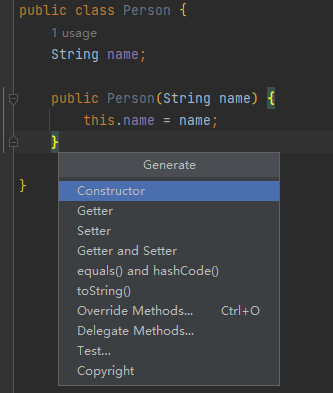 public class Person {
1 usage
String name;
public Person(String name) {
this.name = name;
}
}
Generate
Constructor
Getter
Setter
Getter and Setter
equals() and hashCode()
toString()
Override Methods... Ctrl+O
Delegate Methods...
Test...
Copyright